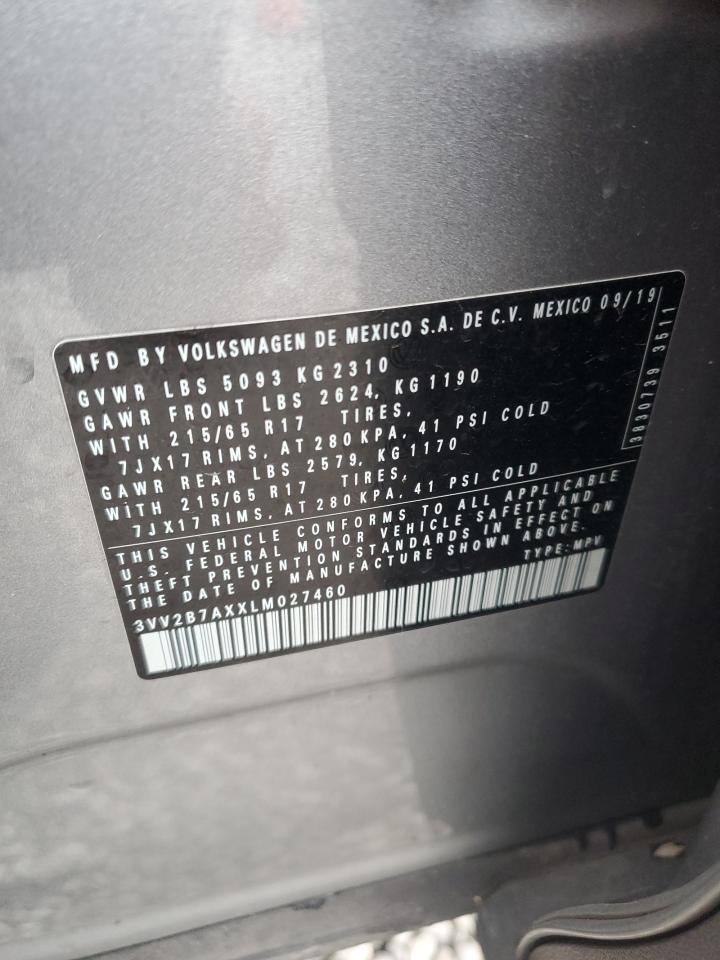 MFD BY VOLKSWAGEN DE MEXICO S.A. DE C.V. MEXICO 09/19
GVWR LBS 5093 KG 2310
GAWR FRONT LBS 2624, KG 1190
WITH 215/65 R17 TIRES,
7JX17 RIMS, AT 280 KPA, 41 PSI COLD
GAWR REAR LBS 2579, KG 1170
WITH 215/65 R17 TIRES,
7JX17 RIMS, AT 280 KPA, 41 PSI COLD
THIS VEHICLE CONFORMS TO ALL APPLICABLE
U.S. FEDERAL MOTOR VEHICLE SAFETY AND
THEFT PREVENTION STANDARDS IN EFFECT ON
THE DATE OF MANUFACTURE SHOWN ABOVE.
3VV2B7AXXLM027460 TYPE: MPV
3830739 3511